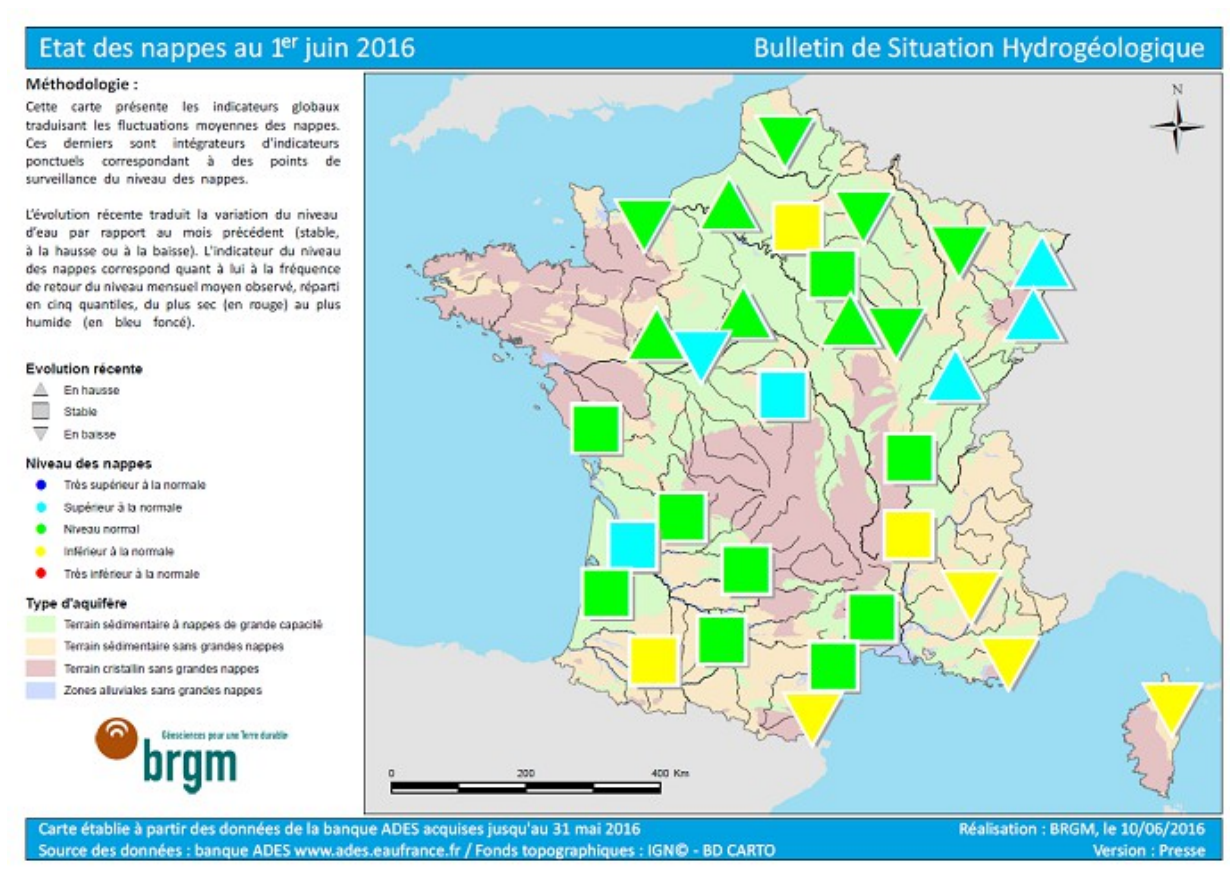 Etat des nappes au 1er juin 2016
Bulletin de Situation Hydrogéologique
Méthodologie :
Cette carte présente les indicateurs globaux
traduisant les fluctuations moyennes des nappes.
Ces derniers sont intégrateurs d'indicateurs
ponctuels correspondant à des points de
surveillance du niveau des nappes.
L'évolution récente traduit la variation du niveau
d'eau par rapport au mois précédent (stable,
à la hausse ou à la baisse). L'indicateur du niveau
des nappes correspond quant à lui à la fréquence
de retour du niveau mensuel moyen observé, réparti
en cinq quantiles, du plus sec (en rouge) au plus
humide (en bleu foncé).
Evolution récente
En hausse
Stable
En baisse
Niveau des nappes
Très supérieur à la normale
Supérieur à la normale
Niveau normal
Inférieur à la normale
Très inférieur à la normale
Type d'aquifère
Terrain sédimentaire à nappes de grande capacité
Terrain sédimentaire sans grandes nappes
Terrain cristallin sans grandes nappes
Zones alluviales sans grandes nappes
Géosciences pour une Terre durable
brgm
N
0 200 400 Km
Carte établie à partir des données de la banque ADES acquises jusqu'au 31 mai 2016
Réalisation : BRGM, le 10/06/2016
Source des données : banque ADES www.ades.eaufrance.fr / Fonds topographiques : IGN© - BD CARTO
Version : Presse